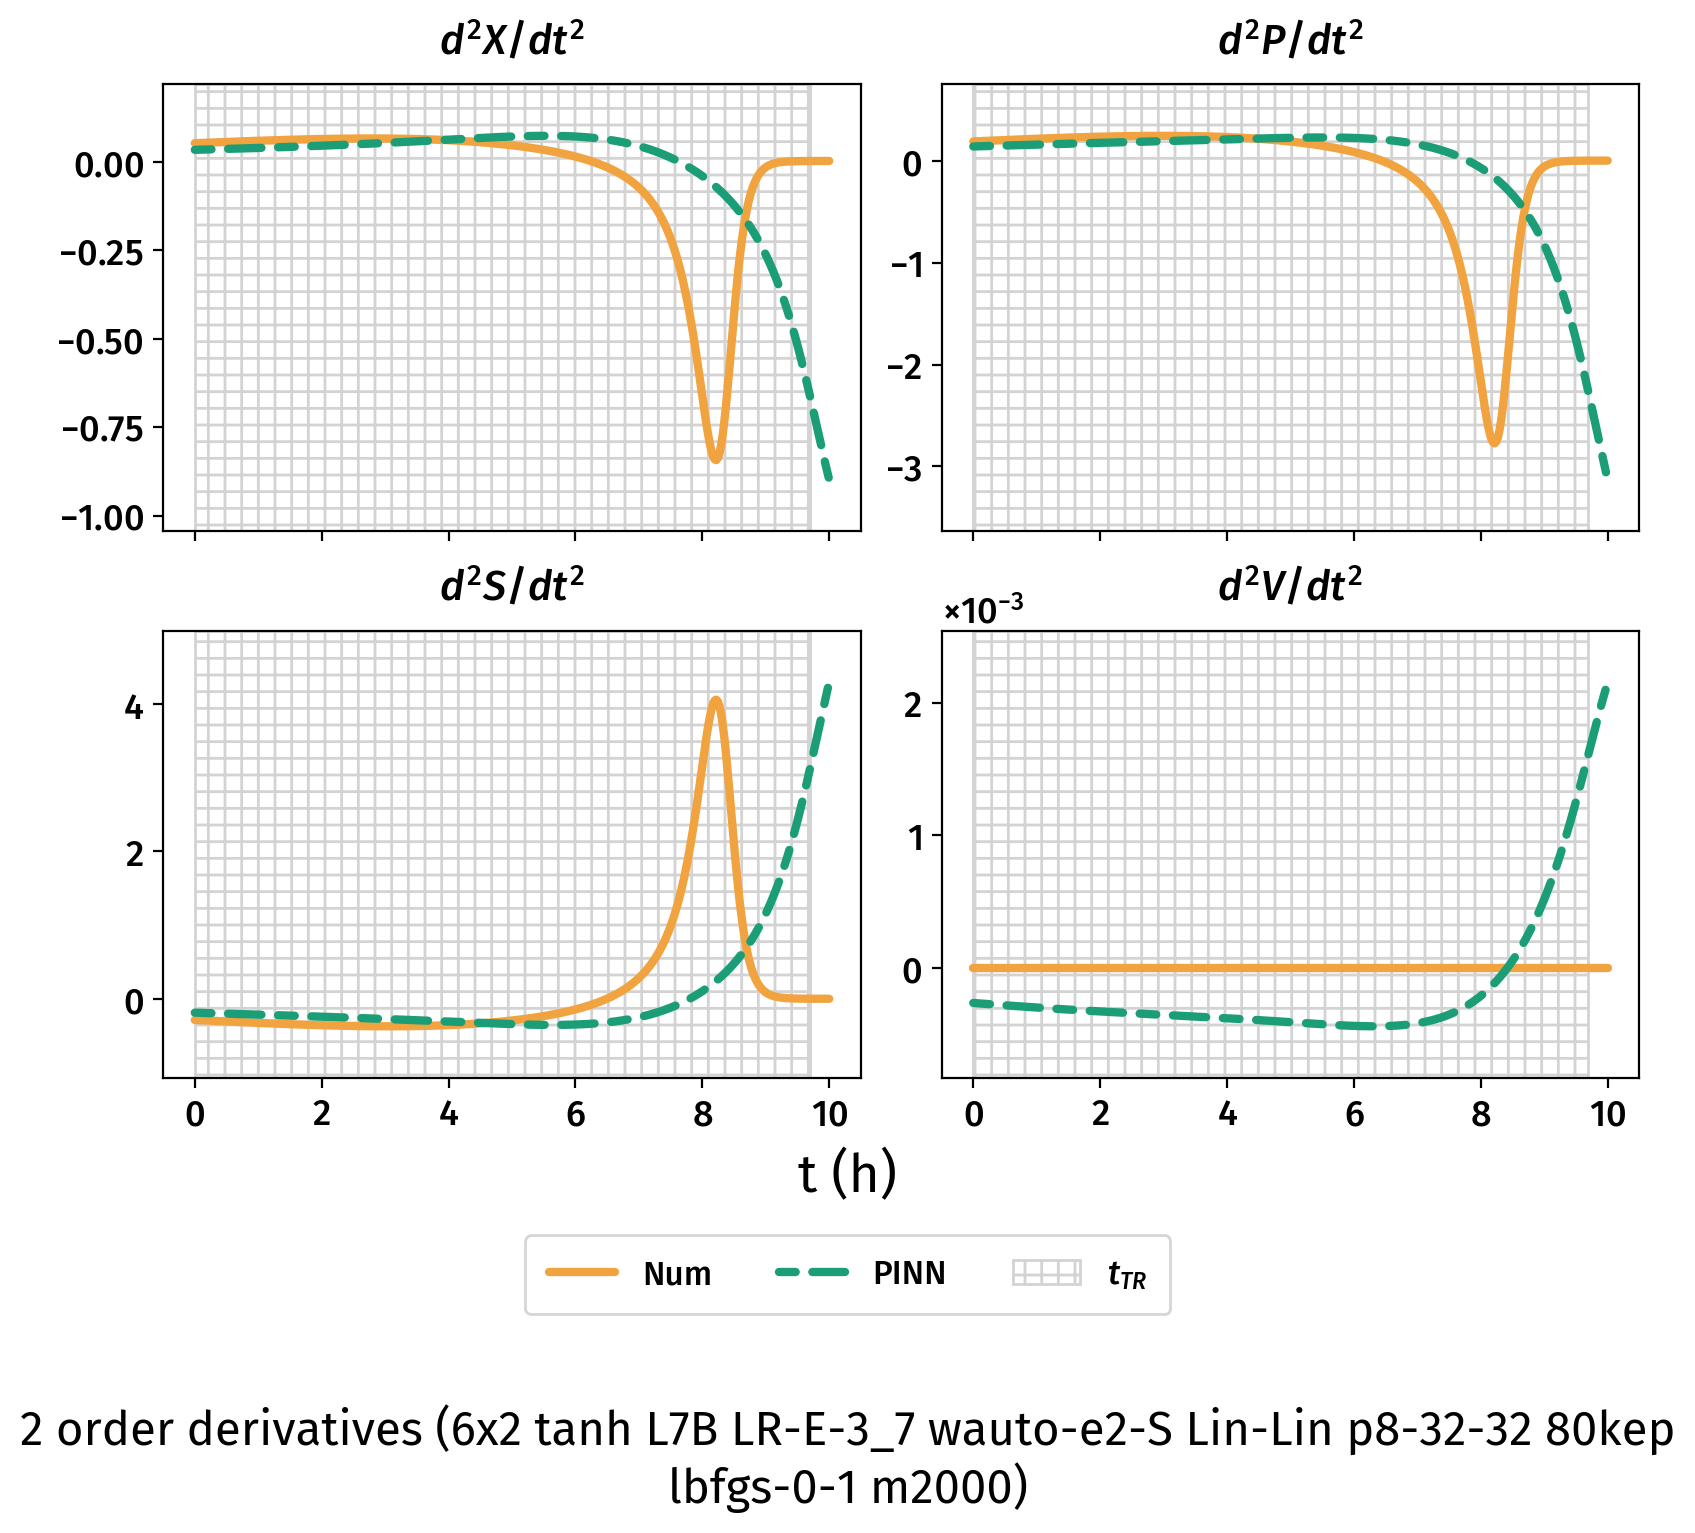 d²X/dt²
d²P/dt²
0.00
−0.25
−0.50
−0.75
−1.00
0
−1
−2
−3
d²S/dt²
d²V/dt²
×10⁻³
4
2
0
2
1
0
0 2 4 6 8 10
0 2 4 6 8 10
t (h)
Num PINN t_TR
2 order derivatives (6x2 tanh L7B LR-E-3_7 wauto-e2-S Lin-Lin p8-32-32 80kep
lbfgs-0-1 m2000)